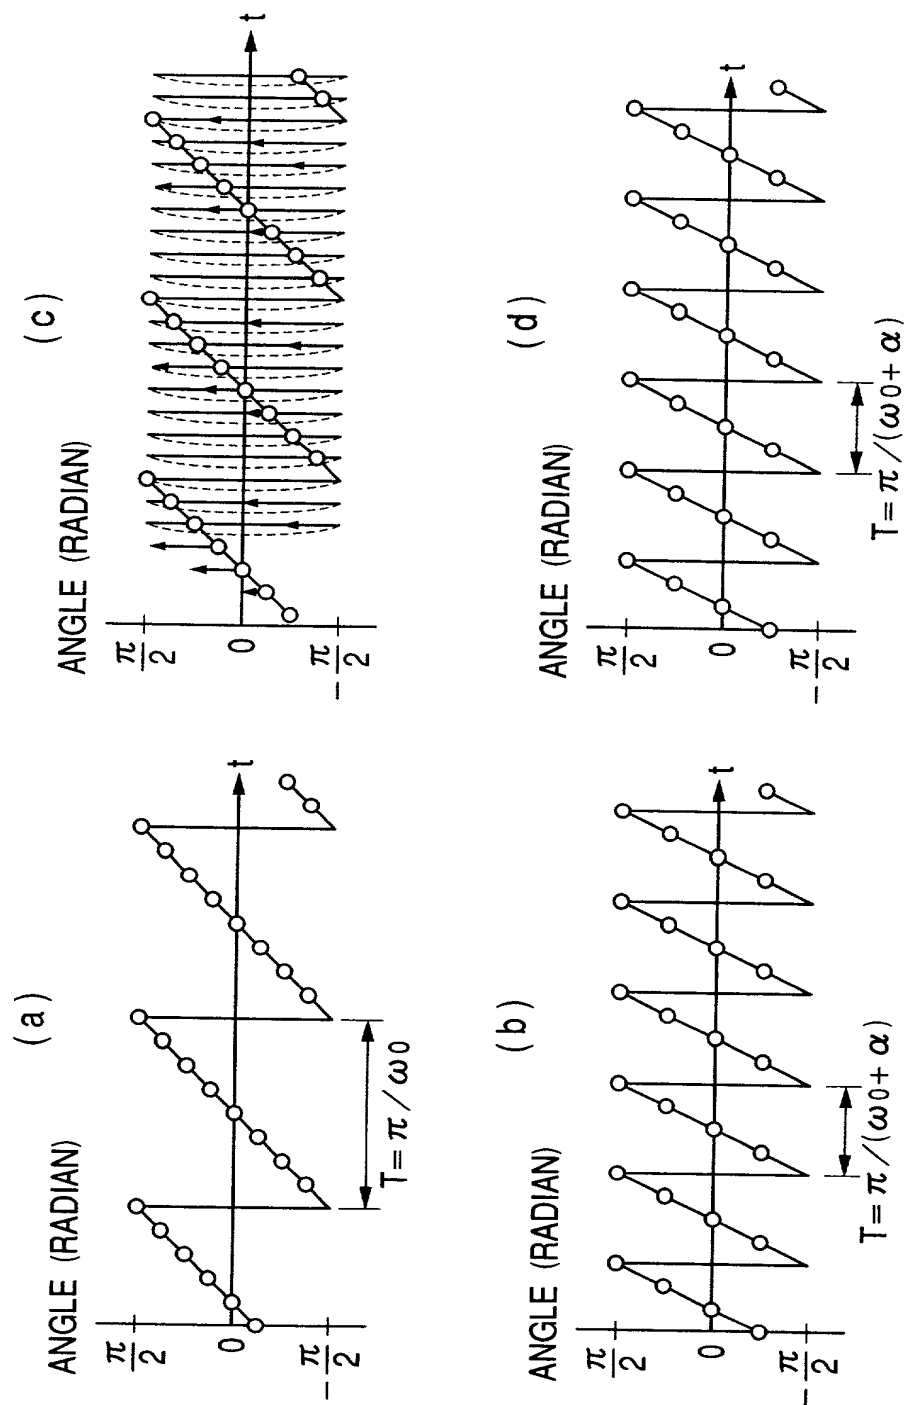 (a)
ANGLE (RADIAN)
π/2
0
-π/2
t
T=π/ω0
(b)
ANGLE (RADIAN)
π/2
0
-π/2
t
T=π/(ω0+α)
(c)
ANGLE (RADIAN)
π/2
0
-π/2
t
(d)
ANGLE (RADIAN)
π/2
0
-π/2
t
T=π/(ω0+α)